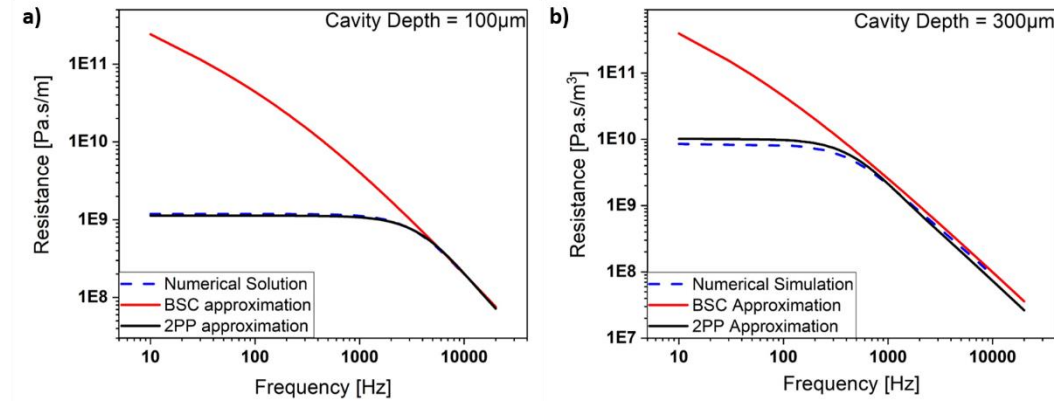 a)
Cavity Depth = 100μm
1E11
1E10
1E9
1E8
Resistance [Pa.s/m]
Numerical Solution
BSC approximation
2PP approximation
10 100 1000 10000
Frequency [Hz]
b)
Cavity Depth = 300μm
1E11
1E10
1E9
1E8
1E7
Resistance [Pa.s/m³]
Numerical Simulation
BSC Approximation
2PP Approximation
10 100 1000 10000
Frequency [Hz]